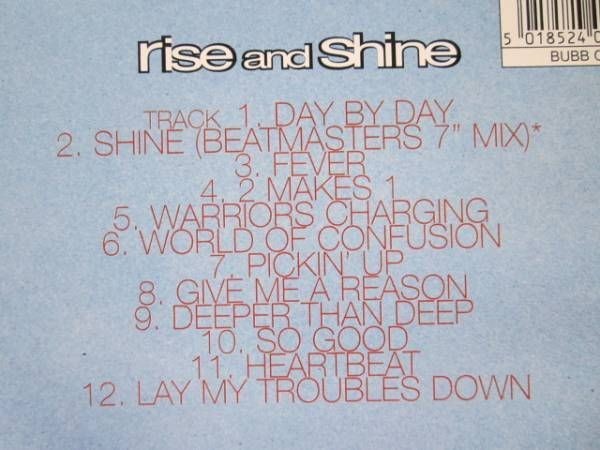 rise and shine
5 018524 0
BUBB C
TRACK 1. DAY BY DAY
2. SHINE (BEATMASTERS 7" MIX)*
3. FEVER
4. 2 MAKES 1
5. WARRIORS CHARGING
6. WORLD OF CONFUSION
7. PICKIN' UP
8. GIVE ME A REASON
9. DEEPER THAN DEEP
10. SO GOOD
11. HEARTBEAT
12. LAY MY TROUBLES DOWN